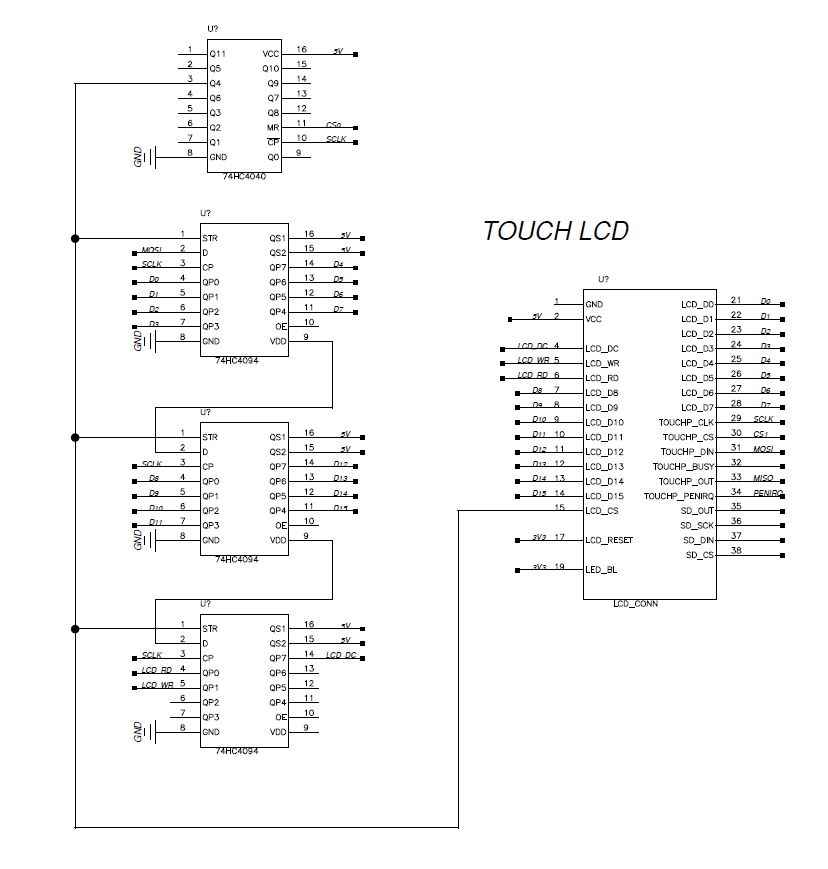 U?
1 Q11 VCC 16 5V
2 Q5 Q10 15
3 Q4 Q9 14
4 Q6 Q7 13
5 Q3 Q8 12
6 Q2 MR 11 CS0
7 Q1 CP 10 SCLK
GND 8 GND Q0 9
74HC4040
U?
1 STR QS1 16 5V
MOSI 2 D QS2 15 5V
SCLK 3 CP QP7 14 D4
D0 4 QP0 QP6 13 D5
D1 5 QP1 QP5 12 D6
D2 6 QP2 QP4 11 D7
D3 7 QP3 OE 10
GND 8 GND VDD 9
74HC4094
U?
1 STR QS1 16 5V
2 D QS2 15 5V
SCLK 3 CP QP7 14 D12
D8 4 QP0 QP6 13 D13
D9 5 QP1 QP5 12 D14
D10 6 QP2 QP4 11 D15
D11 7 QP3 OE 10
GND 8 GND VDD 9
74HC4094
U?
1 STR QS1 16 5V
2 D QS2 15 5V
SCLK 3 CP QP7 14 LCD_DC
LCD_RD 4 QP0 QP6 13
LCD_WR 5 QP1 QP5 12
6 QP2 QP4 11
7 QP3 OE 10
GND 8 GND VDD 9
74HC4094
TOUCH LCD
U?
1 GND LCD_D0 21 D0
5V 2 VCC LCD_D1 22 D1
LCD_D2 23 D2
LCD_DC 4 LCD_DC LCD_D3 24 D3
LCD_WR 5 LCD_WR LCD_D4 25 D4
LCD_RD 6 LCD_RD LCD_D5 26 D5
D8 7 LCD_D8 LCD_D6 27 D6
D9 8 LCD_D9 LCD_D7 28 D7
D10 9 LCD_D10 TOUCHP_CLK 29 SCLK
D11 10 LCD_D11 TOUCHP_CS 30 CS1
D12 11 LCD_D12 TOUCHP_DIN 31 MOSI
D13 12 LCD_D13 TOUCHP_BUSY 32
D14 13 LCD_D14 TOUCHP_OUT 33 MISO
D15 14 LCD_D15 TOUCHP_PENIRQ 34 PENIRQ
15 LCD_CS SD_OUT 35
SD_SCK 36
3V3 17 LCD_RESET SD_DIN 37
SD_CS 38
3V3 19 LED_BL
LCD_CONN